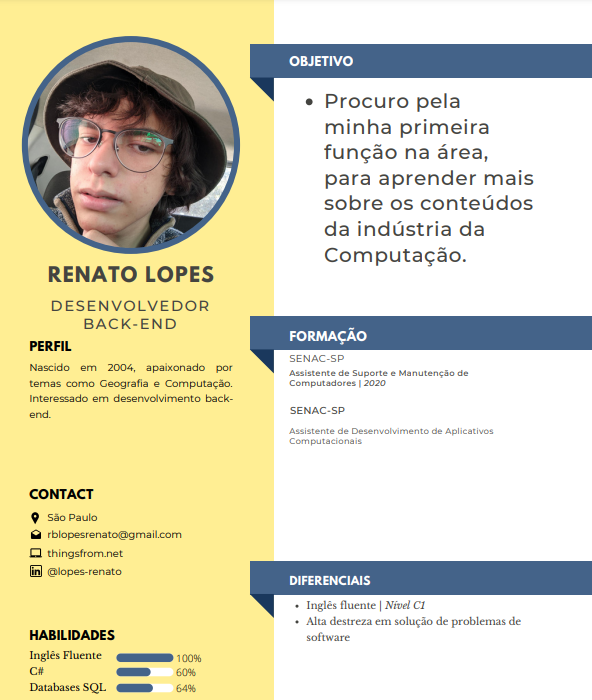 RENATO LOPES
DESENVOLVEDOR
BACK-END
PERFIL
Nascido em 2004, apaixonado por
temas como Geografia e Computação.
Interessado em desenvolvimento back-
end.
CONTACT
São Paulo
rblopesrenato@gmail.com
thingsfrom.net
@lopes-renato
HABILIDADES
Inglês Fluente 100%
C# 60%
Databases SQL 64%
OBJETIVO
• Procuro pela
minha primeira
função na área,
para aprender mais
sobre os conteúdos
da indústria da
Computação.
FORMAÇÃO
SENAC-SP
Assistente de Suporte e Manutenção de
Computadores | 2020
SENAC-SP
Assistente de Desenvolvimento de Aplicativos
Computacionais
DIFERENCIAIS
• Inglês fluente | Nível C1
• Alta destreza em solução de problemas de
software